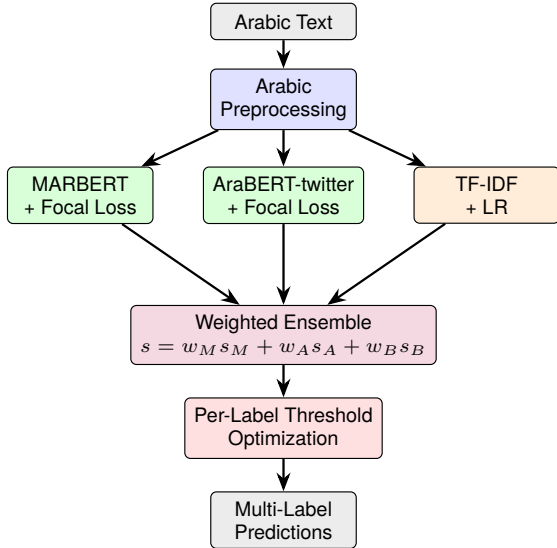 Arabic Text
Arabic
Preprocessing
MARBERT
+ Focal Loss
AraBERT-twitter
+ Focal Loss
TF-IDF
+ LR
Weighted Ensemble
s = w_M s_M + w_A s_A + w_B s_B
Per-Label Threshold
Optimization
Multi-Label
Predictions